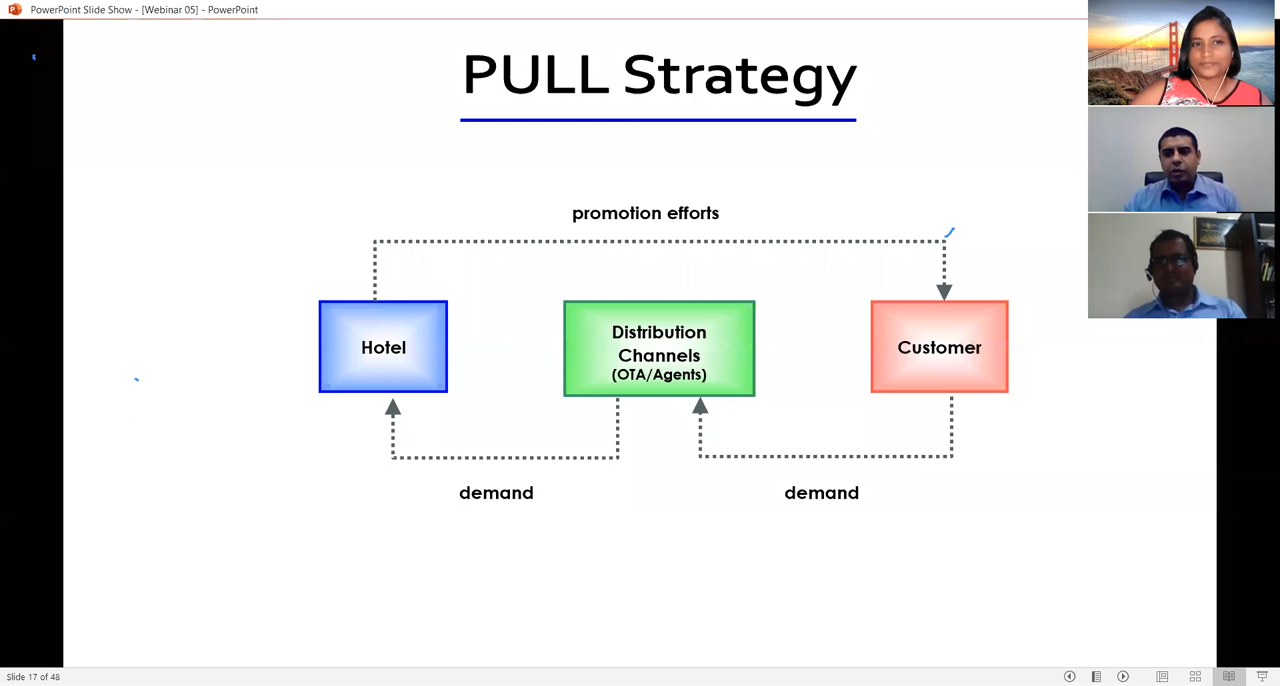 PowerPoint Slide Show - [Webinar 05] - PowerPoint
PULL Strategy
promotion efforts
Hotel
Distribution
Channels
(OTA/Agents)
Customer
demand
demand
Slide 17 of 48